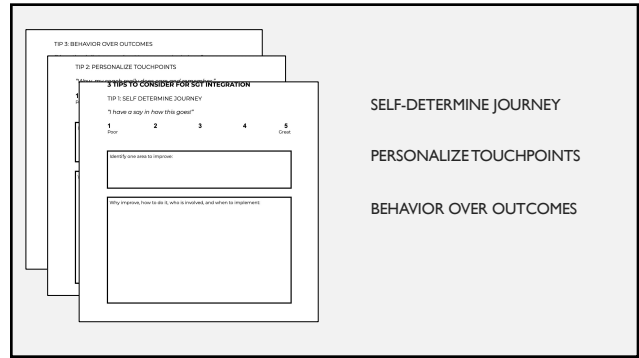 TIP 3: BEHAVIOR OVER OUTCOMES
TIP 2: PERSONALIZE TOUCHPOINTS
3 TIPS TO CONSIDER FOR SGT INTEGRATION
TIP 1: SELF DETERMINE JOURNEY
"I have a say in how this goes!"
1 2 3 4 5
Poor Great
Identify one area to improve:
Why improve, how to do it, who is involved, and when to implement:
SELF-DETERMINE JOURNEY
PERSONALIZE TOUCHPOINTS
BEHAVIOR OVER OUTCOMES